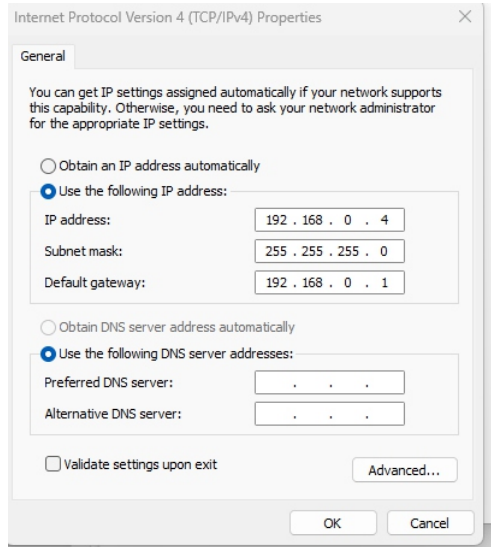 Internet Protocol Version 4 (TCP/IPv4) Properties
General
You can get IP settings assigned automatically if your network supports
this capability. Otherwise, you need to ask your network administrator
for the appropriate IP settings.
Obtain an IP address automatically
Use the following IP address:
IP address: 192 . 168 . 0 . 4
Subnet mask: 255 . 255 . 255 . 0
Default gateway: 192 . 168 . 0 . 1
Obtain DNS server address automatically
Use the following DNS server addresses:
Preferred DNS server: . . .
Alternative DNS server: . . .
Validate settings upon exit
Advanced...
OK Cancel